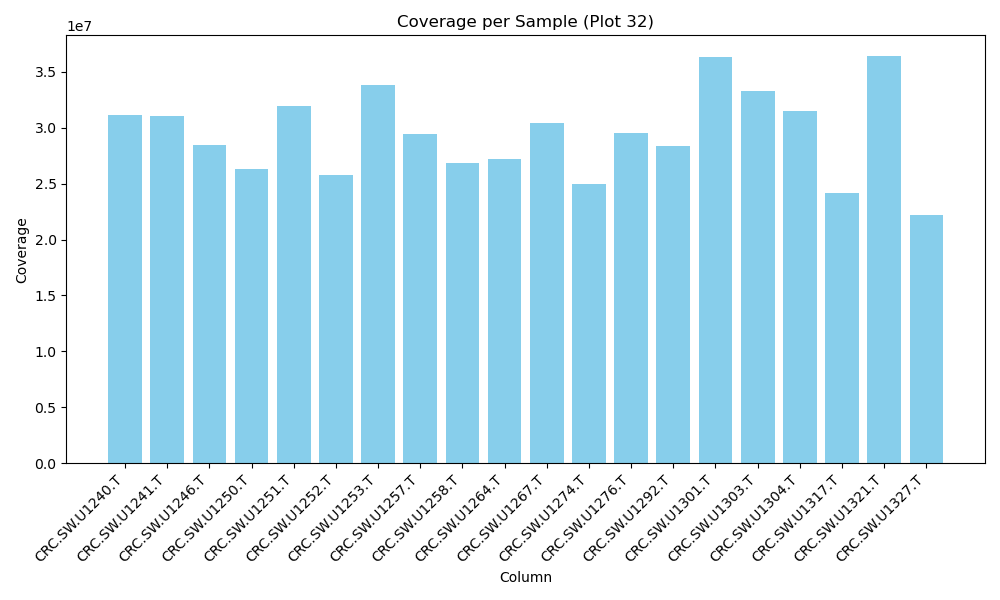 Coverage per Sample (Plot 32)
1e7
3.5
3.0
2.5
2.0
1.5
1.0
0.5
0.0
Coverage
CRC.SW.U1240.T
CRC.SW.U1241.T
CRC.SW.U1246.T
CRC.SW.U1250.T
CRC.SW.U1251.T
CRC.SW.U1252.T
CRC.SW.U1253.T
CRC.SW.U1257.T
CRC.SW.U1258.T
CRC.SW.U1264.T
CRC.SW.U1267.T
CRC.SW.U1274.T
CRC.SW.U1276.T
CRC.SW.U1292.T
CRC.SW.U1301.T
CRC.SW.U1303.T
CRC.SW.U1304.T
CRC.SW.U1317.T
CRC.SW.U1321.T
CRC.SW.U1327.T
Column